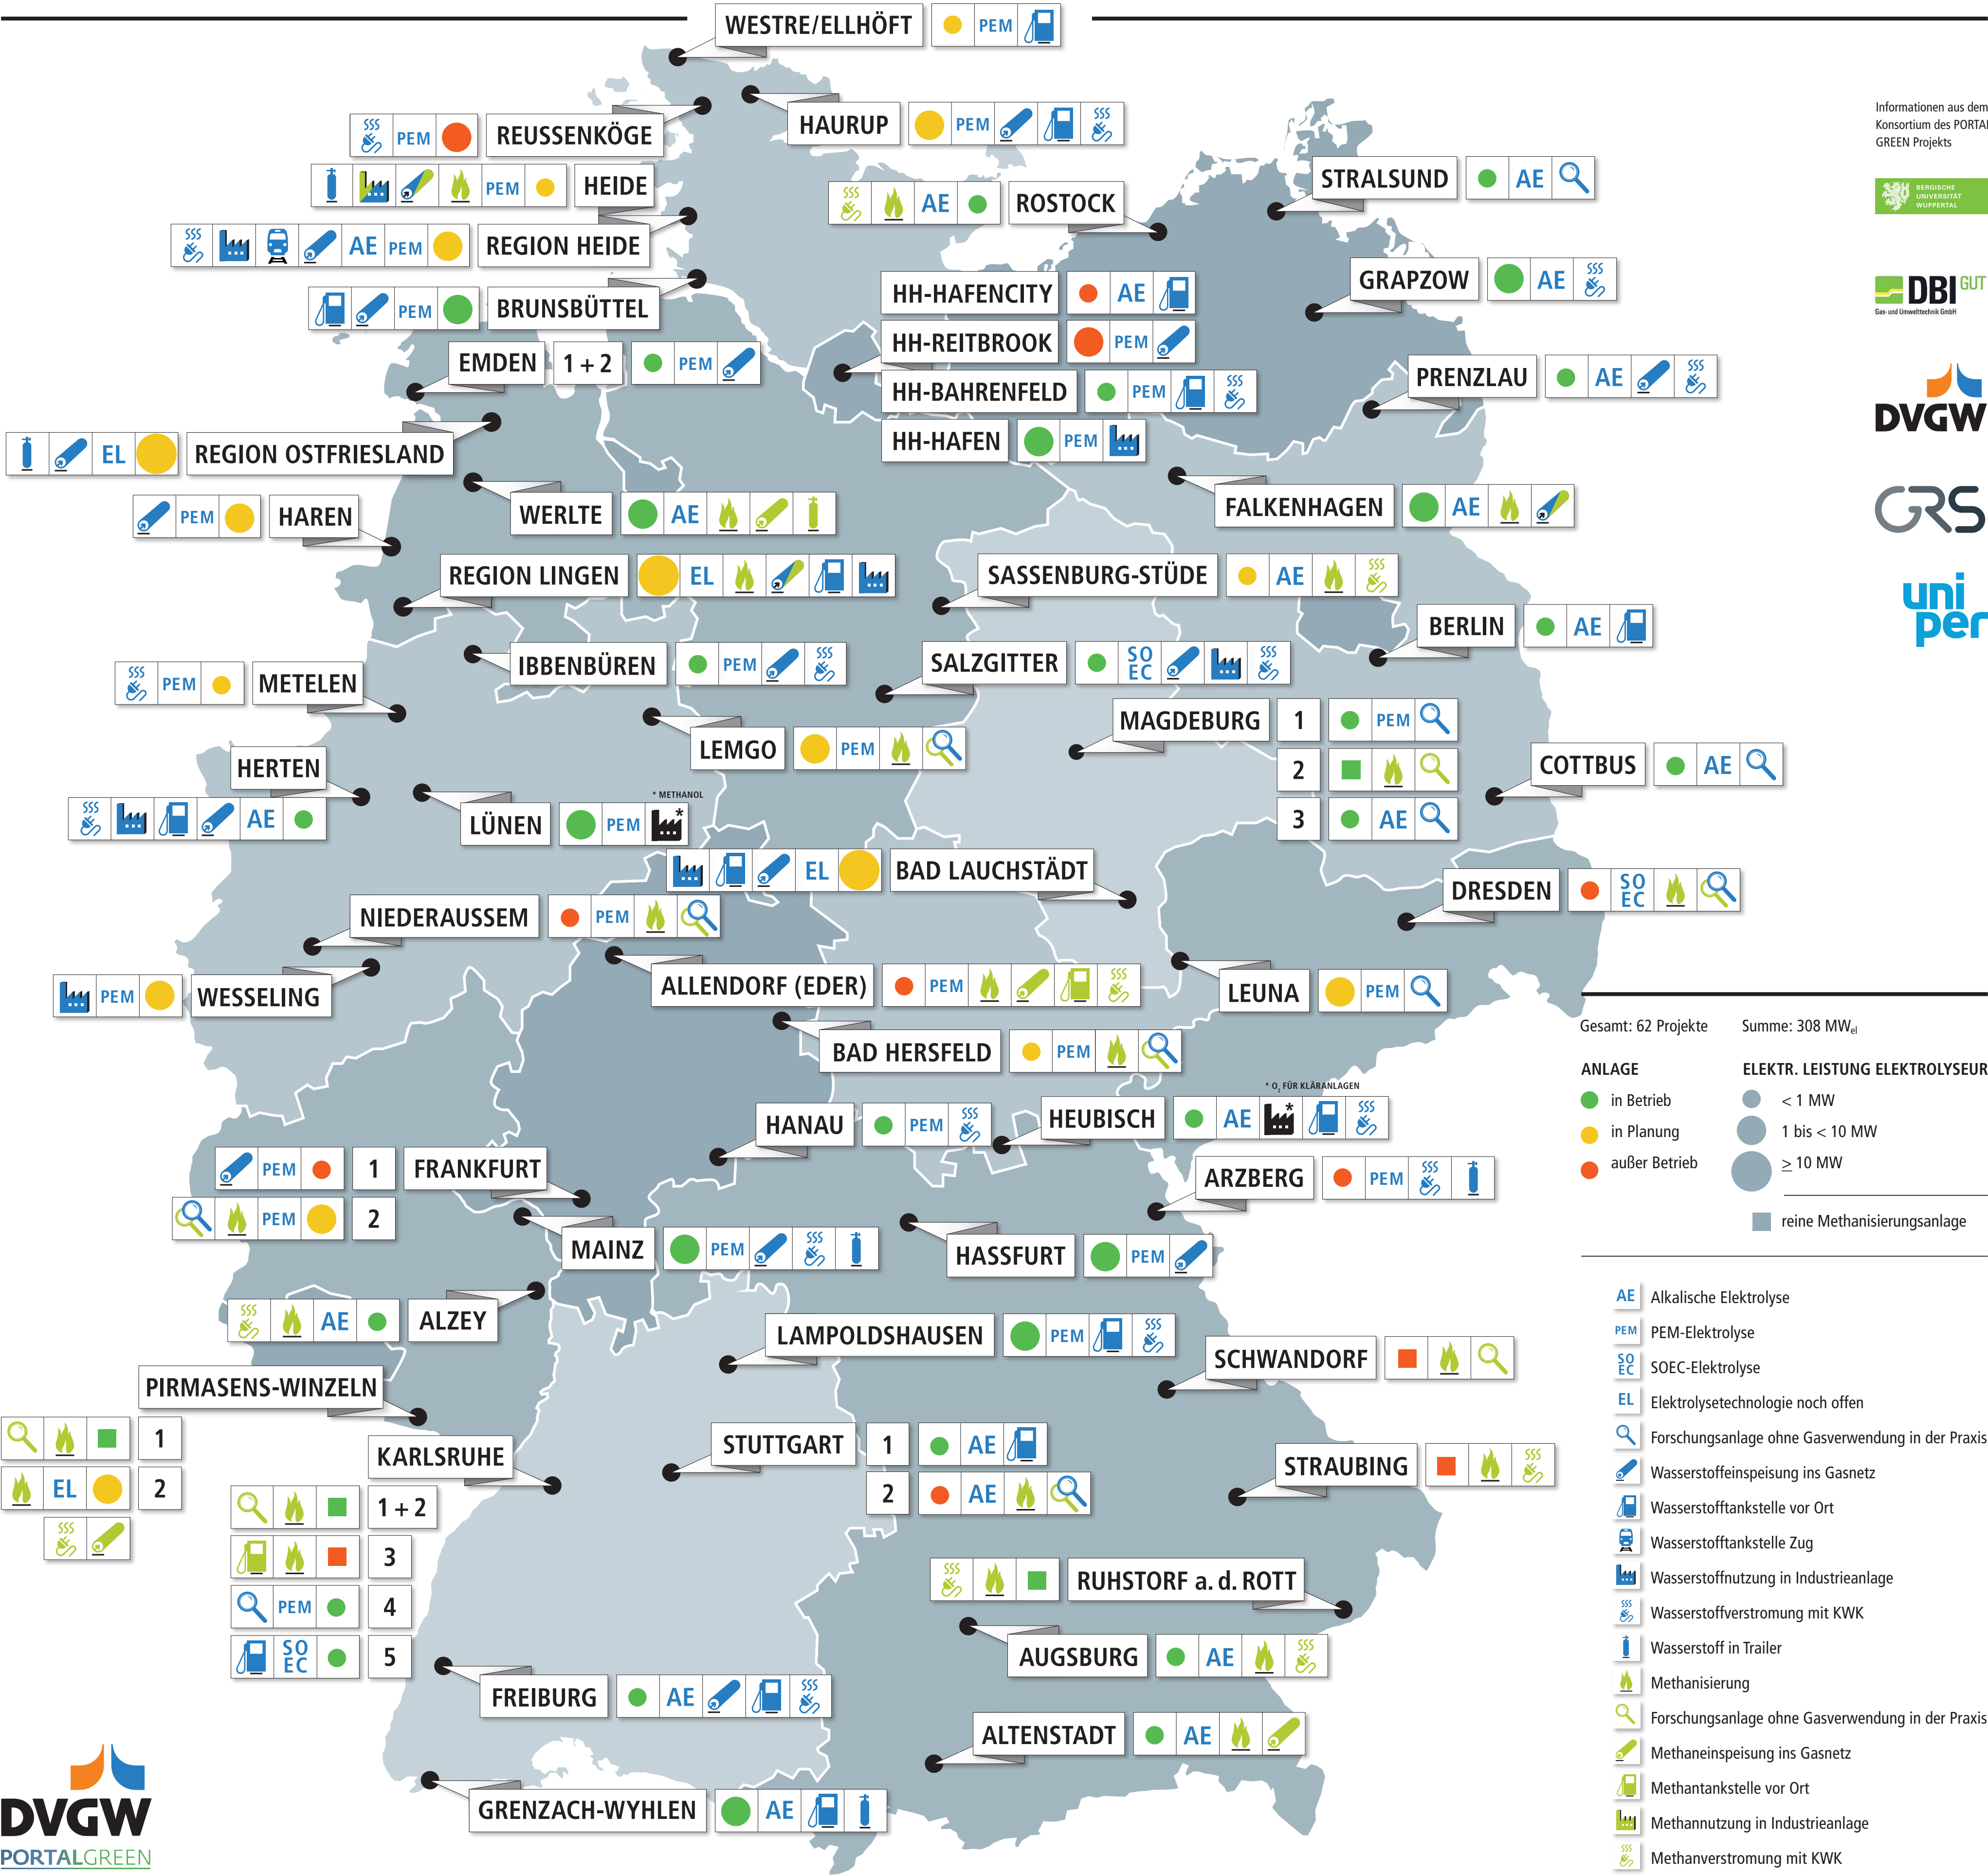 WESTRE/ELLHÖFT PEM
HAURUP PEM
PEM REUSSENKÖGE
PEM HEIDE
AE PEM REGION HEIDE
PEM BRUNSBÜTTEL
AE ROSTOCK
STRALSUND AE
GRAPZOW AE
HH-HAFENCITY AE
HH-REITBROOK PEM
HH-BAHRENFELD PEM
HH-HAFEN PEM
EMDEN 1 + 2 PEM
PRENZLAU AE
EL REGION OSTFRIESLAND
WERLTE AE
FALKENHAGEN AE
PEM HAREN
REGION LINGEN EL
SASSENBURG-STÜDE AE
BERLIN AE
IBBENBÜREN PEM
SALZGITTER SO EC
PEM METELEN
MAGDEBURG 1 PEM
2
3 AE
LEMGO PEM
COTTBUS AE
HERTEN
AE
* METHANOL
LÜNEN PEM *
EL BAD LAUCHSTÄDT
DRESDEN SO EC
NIEDERAUSSEM PEM
PEM WESSELING
ALLENDORF (EDER) PEM
LEUNA PEM
BAD HERSFELD PEM
* O2 FÜR KLÄRANLAGEN
HANAU PEM
HEUBISCH AE *
PEM 1 FRANKFURT
PEM 2
ARZBERG PEM
MAINZ PEM
HASSFURT PEM
AE ALZEY
LAMPOLDSHAUSEN PEM
SCHWANDORF
PIRMASENS-WINZELN
1
EL 2
KARLSRUHE
1 + 2
3
PEM 4
SO EC 5
STUTTGART 1 AE
2 AE
STRAUBING
RUHSTORF a. d. ROTT
AUGSBURG AE
FREIBURG AE
ALTENSTADT AE
GRENZACH-WYHLEN AE
DVGW
PORTALGREEN
Informationen aus dem
Konsortium des PORTAL
GREEN Projekts
BERGISCHE
UNIVERSITÄT
WUPPERTAL
DBI GUT
Gas- und Umwelttechnik GmbH
DVGW
GRS
uni
per
Gesamt: 62 Projekte Summe: 308 MWel
ANLAGE ELEKTR. LEISTUNG ELEKTROLYSEUR
in Betrieb < 1 MW
in Planung 1 bis < 10 MW
außer Betrieb ≥ 10 MW
reine Methanisierungsanlage
AE Alkalische Elektrolyse
PEM PEM-Elektrolyse
SO EC SOEC-Elektrolyse
EL Elektrolysetechnologie noch offen
Forschungsanlage ohne Gasverwendung in der Praxis
Wasserstoffeinspeisung ins Gasnetz
Wasserstofftankstelle vor Ort
Wasserstofftankstelle Zug
Wasserstoffnutzung in Industrieanlage
Wasserstoffverstromung mit KWK
Wasserstoff in Trailer
Methanisierung
Forschungsanlage ohne Gasverwendung in der Praxis
Methaneinspeisung ins Gasnetz
Methantankstelle vor Ort
Methannutzung in Industrieanlage
Methanverstromung mit KWK